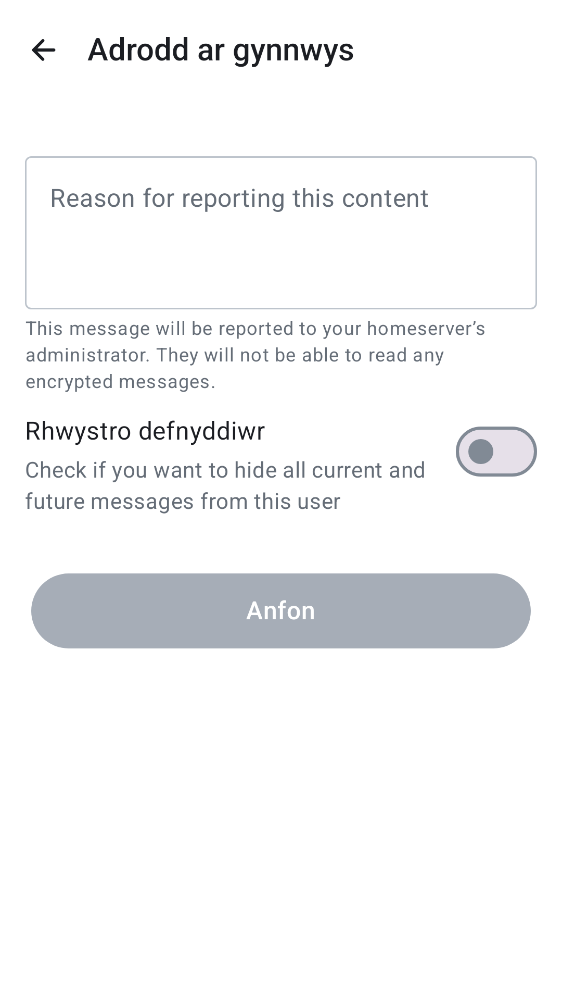 Adrodd ar gynnwys
Reason for reporting this content
This message will be reported to your homeserver’s
administrator. They will not be able to read any
encrypted messages.
Rhwystro defnyddiwr
Check if you want to hide all current and
future messages from this user
Anfon